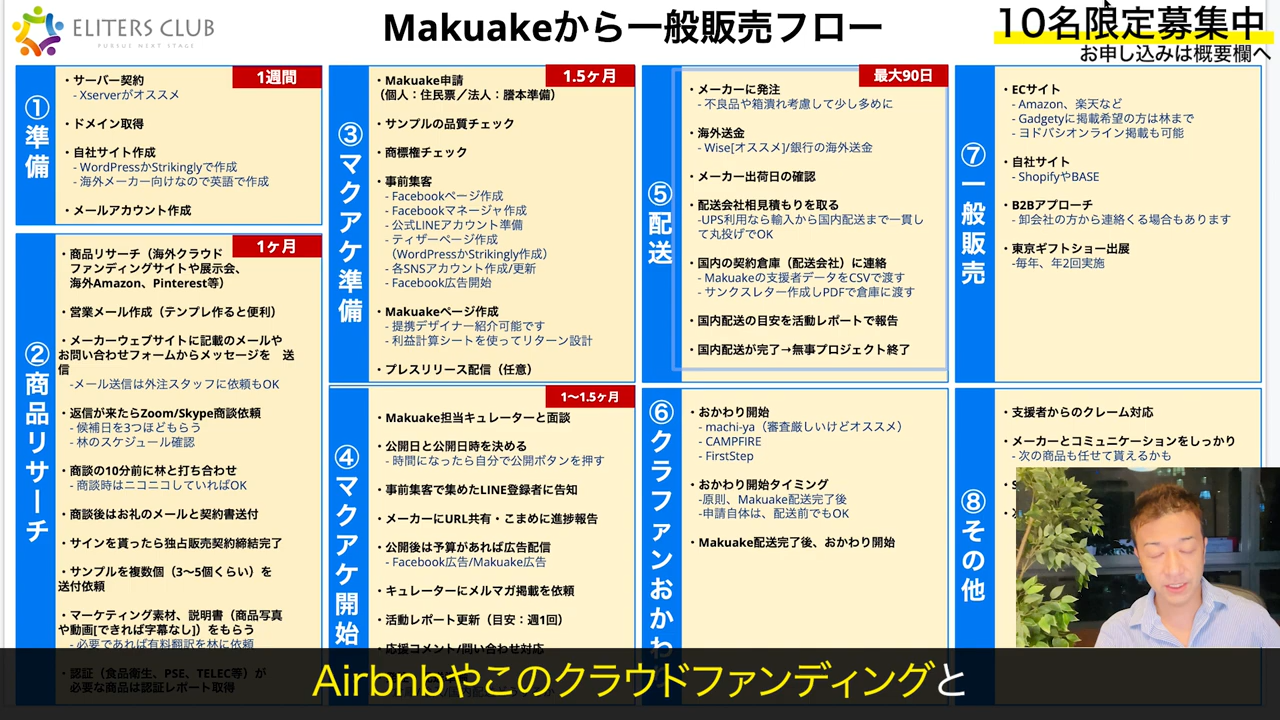 ELITERS CLUB
PURSUE NEXT STAGE
Makuakeから一般販売フロー
10名限定募集中
お申し込みは概要欄へ
①準備
1週間
・サーバー契約
- Xserverがオススメ
・ドメイン取得
・自社サイト作成
- WordPressかStrikinglyで作成
- 海外メーカー向けなので英語で作成
・メールアカウント作成
②商品リサーチ
1ヶ月
・商品リサーチ（海外クラウド
ファンディングサイトや展示会、
海外Amazon、Pinterest等）
・営業メール作成（テンプレ作ると便利）
・メーカーウェブサイトに記載のメールや
お問い合わせフォームからメッセージを　送
信
-メール送信は外注スタッフに依頼もOK
・返信が来たらZoom/Skype商談依頼
- 候補日を3つほどもらう
- 林のスケジュール確認
・商談の10分前に林と打ち合わせ
- 商談時はニコニコしていればOK
・商談後はお礼のメールと契約書送付
・サインを貰ったら独占販売契約締結完了
・サンプルを複数個（3〜5個くらい）を
送付依頼
・マーケティング素材、説明書（商品写真
や動画[できれば字幕なし]）をもらう
- 必要であれば有料翻訳を林に依頼
・認証（食品衛生、PSE、TELEC等）が
必要な商品は認証レポート取得
③マクアケ準備
1.5ヶ月
・Makuake申請
（個人：住民票／法人：謄本準備）
・サンプルの品質チェック
・商標権チェック
・事前集客
- Facebookページ作成
- Facebookマネージャ作成
- 公式LINEアカウント準備
- ティザーページ作成
（WordPressかStrikingly作成）
- 各SNSアカウント作成/更新
- Facebook広告開始
・Makuakeページ作成
- 提携デザイナー紹介可能です
- 利益計算シートを使ってリターン設計
・プレスリリース配信（任意）
④マクアケ開始
1〜1.5ヶ月
・Makuake担当キュレーターと面談
・公開日と公開日時を決める
- 時間になったら自分で公開ボタンを押す
・事前集客で集めたLINE登録者に告知
・メーカーにURL共有・こまめに進捗報告
・公開後は予算があれば広告配信
- Facebook広告/Makuake広告
・キュレーターにメルマガ掲載を依頼
・活動レポート更新（目安：週1回）
・応援コメント/問い合わせ対応
⑤配送
最大90日
・メーカーに発注
- 不良品や箱潰れ考慮して少し多めに
・海外送金
- Wise[オススメ]/銀行の海外送金
・メーカー出荷日の確認
・配送会社相見積もりを取る
-UPS利用なら輸入から国内配送まで一貫し
て丸投げでOK
・国内の契約倉庫（配送会社）に連絡
- Makuakeの支援者データをCSVで渡す
- サンクスレター作成しPDFで倉庫に渡す
・国内配送の目安を活動レポートで報告
・国内配送が完了→無事プロジェクト終了
⑥クラファンおかわ
・おかわり開始
- machi-ya（審査厳しいけどオススメ）
- CAMPFIRE
- FirstStep
・おかわり開始タイミング
-原則、Makuake配送完了後
-申請自体は、配送前でもOK
・Makuake配送完了後、おかわり開始
⑦一般販売
・ECサイト
- Amazon、楽天など
- Gadgetyに掲載希望の方は林まで
- ヨドバシオンライン掲載も可能
・自社サイト
- ShopifyやBASE
・B2Bアプローチ
- 卸会社の方から連絡くる場合もあります
・東京ギフトショー出展
-毎年、年2回実施
⑧その他
・支援者からのクレーム対応
・メーカーとコミュニケーションをしっかり
- 次の商品も任せて貰えるかも
Airbnbやこのクラウドファンディングと